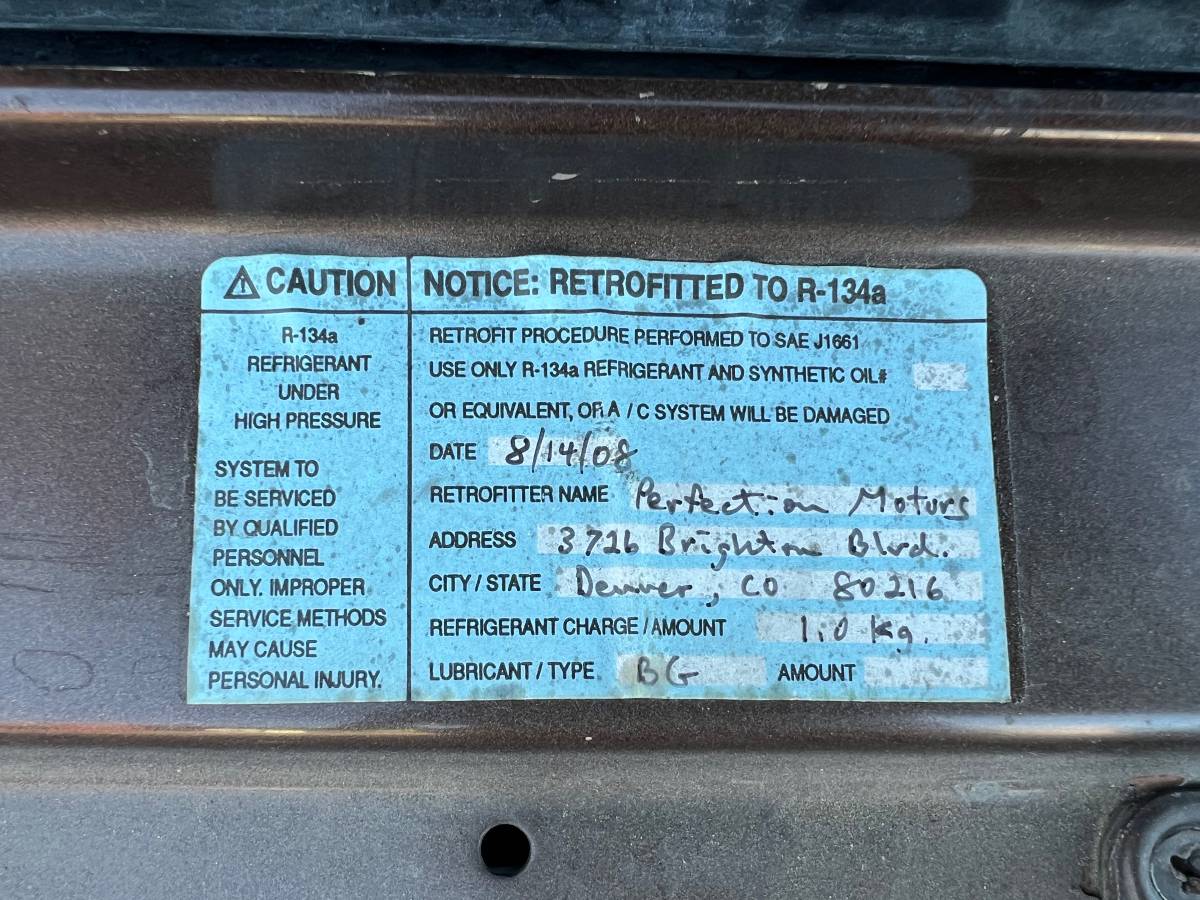 CAUTION
R-134a
REFRIGERANT
UNDER
HIGH PRESSURE
SYSTEM TO
BE SERVICED
BY QUALIFIED
PERSONNEL
ONLY. IMPROPER
SERVICE METHODS
MAY CAUSE
PERSONAL INJURY.
NOTICE: RETROFITTED TO R-134a
RETROFIT PROCEDURE PERFORMED TO SAE J1661
USE ONLY R-134a REFRIGERANT AND SYNTHETIC OIL#
OR EQUIVALENT, OR A / C SYSTEM WILL BE DAMAGED
DATE 8/14/08
RETROFITTER NAME Perfection Motors
ADDRESS 3726 Brighton Blvd.
CITY / STATE Denver, CO 80216
REFRIGERANT CHARGE / AMOUNT 1.0 kg.
LUBRICANT / TYPE BG AMOUNT